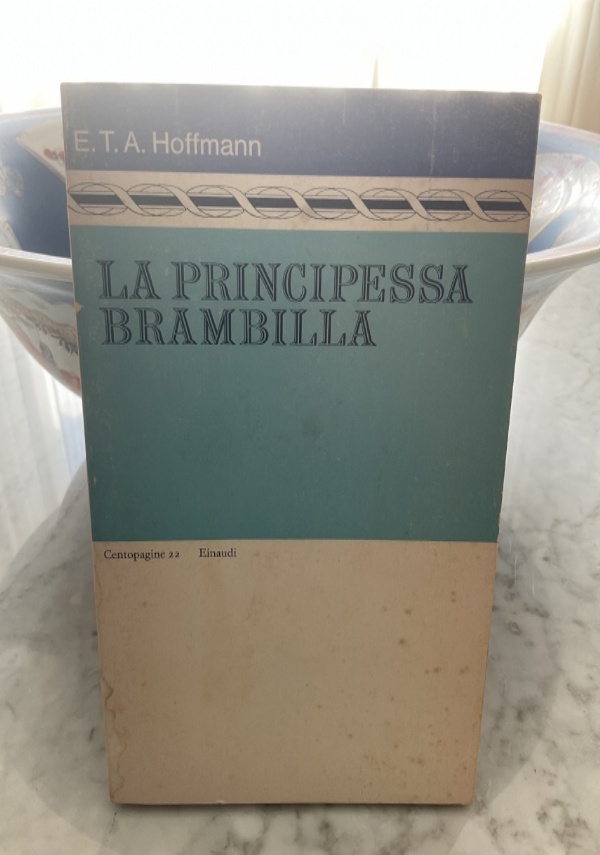 E.T.A. Hoffmann
LA PRINCIPESSA
BRAMBILLA
Centopagine 22 Einaudi